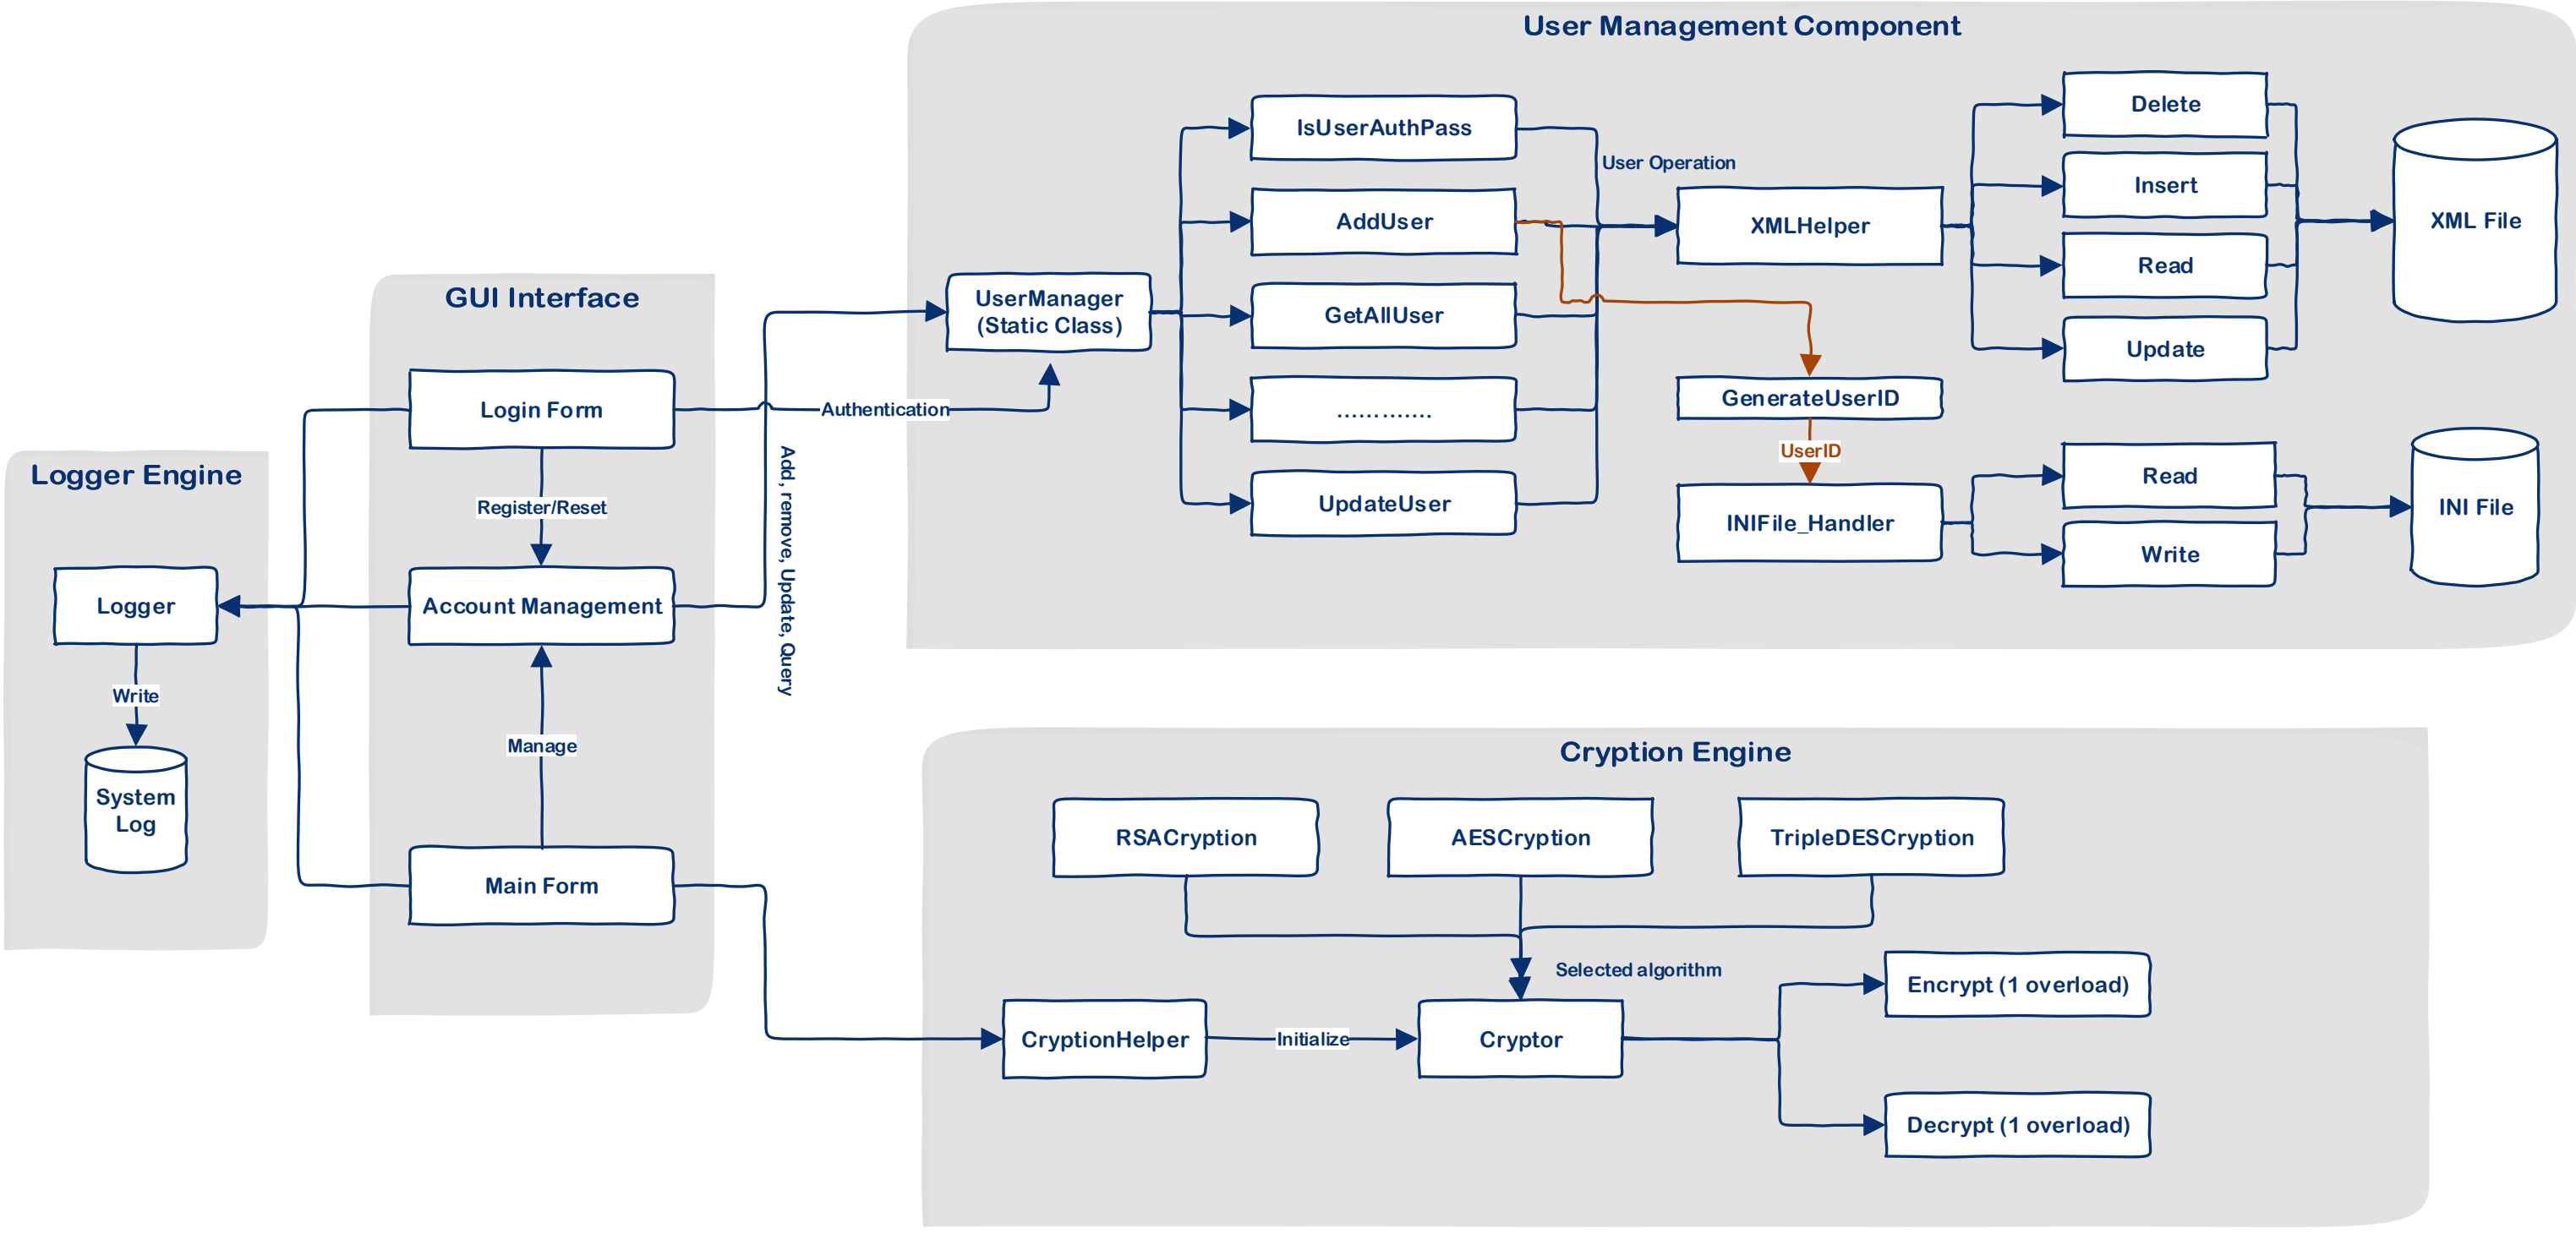 User Management Component
IsUserAuthPass
AddUser
GetAllUser
.............
UpdateUser
UserManager
(Static Class)
User Operation
XMLHelper
GenerateUserID
UserID
INIFile_Handler
Delete
Insert
Read
Update
XML File
Read
Write
INI File
GUI Interface
Login Form
Register/Reset
Account Management
Manage
Main Form
Authentication
Add, remove, Update, Query
Logger Engine
Logger
Write
System
Log
Cryption Engine
RSACryption
AESCryption
TripleDESCryption
Selected algorithm
CryptionHelper
Initialize
Cryptor
Encrypt (1 overload)
Decrypt (1 overload)